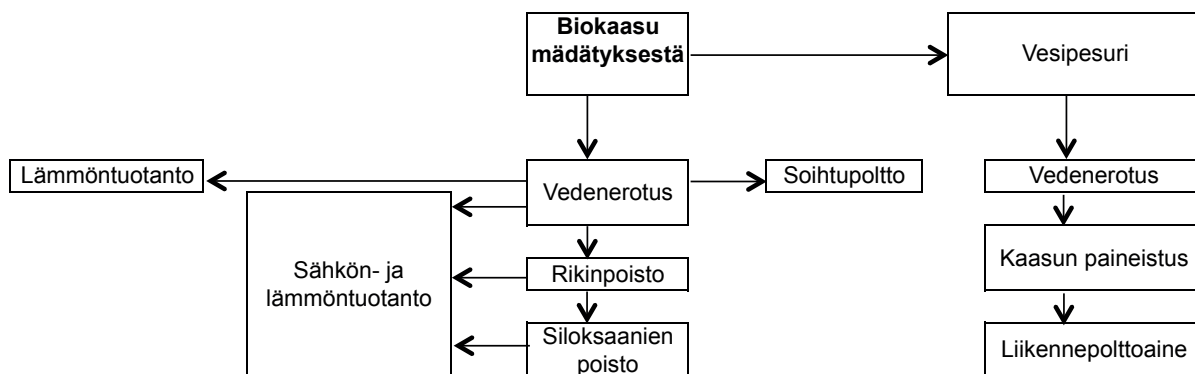 Biokaasu
mädätyksestä
Vesipesuri
Lämmöntuotanto
Vedenerotus
Soihtupoltto
Vedenerotus
Sähkön- ja
lämmöntuotanto
Rikinpoisto
Kaasun paineistus
Siloksaanien
poisto
Liikennepolttoaine